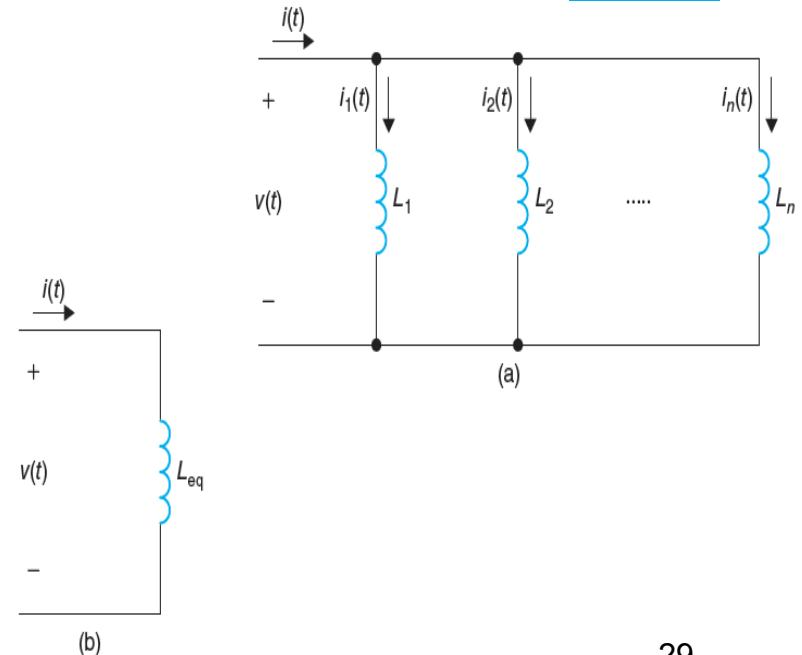 i(t)
+ i₁(t) i₂(t) iₙ(t)
v(t) L₁ L₂ ..... Lₙ
–
(a)
i(t)
+
v(t) Leq
–
(b)